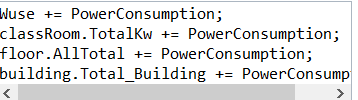 Wuse += PowerConsumption;
classRoom.TotalKw += PowerConsumption;
floor.AllTotal += PowerConsumption;
building.Total_Building += PowerConsump